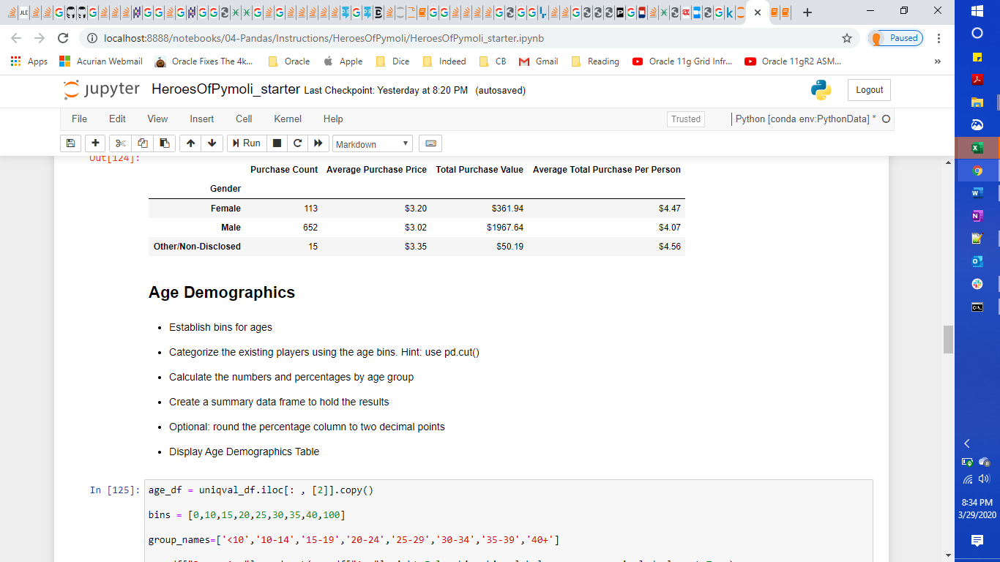 localhost:8888/notebooks/04-Pandas/Instructions/HeroesOfPymoli/HeroesOfPymoli_starter.ipynb
Paused
Apps
Acurian Webmail
Oracle Fixes The 4k...
Oracle
Apple
Dice
Indeed
CB
Gmail
Reading
Oracle 11g Grid Infr...
Oracle 11gR2 ASM...
»
jupyter HeroesOfPymoli_starter Last Checkpoint: Yesterday at 8:20 PM (autosaved)
Logout
File Edit View Insert Cell Kernel Help
Trusted
Python [conda env:PythonData] *
Run
Markdown
Out[124]:
Purchase Count Average Purchase Price Total Purchase Value Average Total Purchase Per Person
Gender
Female 113 $3.20 $361.94 $4.47
Male 652 $3.02 $1967.64 $4.07
Other/Non-Disclosed 15 $3.35 $50.19 $4.56
Age Demographics
• Establish bins for ages
• Categorize the existing players using the age bins. Hint: use pd.cut()
• Calculate the numbers and percentages by age group
• Create a summary data frame to hold the results
• Optional: round the percentage column to two decimal points
• Display Age Demographics Table
In [125]: age_df = uniqval_df.iloc[: , [2]].copy()
bins = [0,10,15,20,25,30,35,40,100]
group_names=['<10','10-14','15-19','20-24','25-29','30-34','35-39','40+']
8:34 PM
3/29/2020